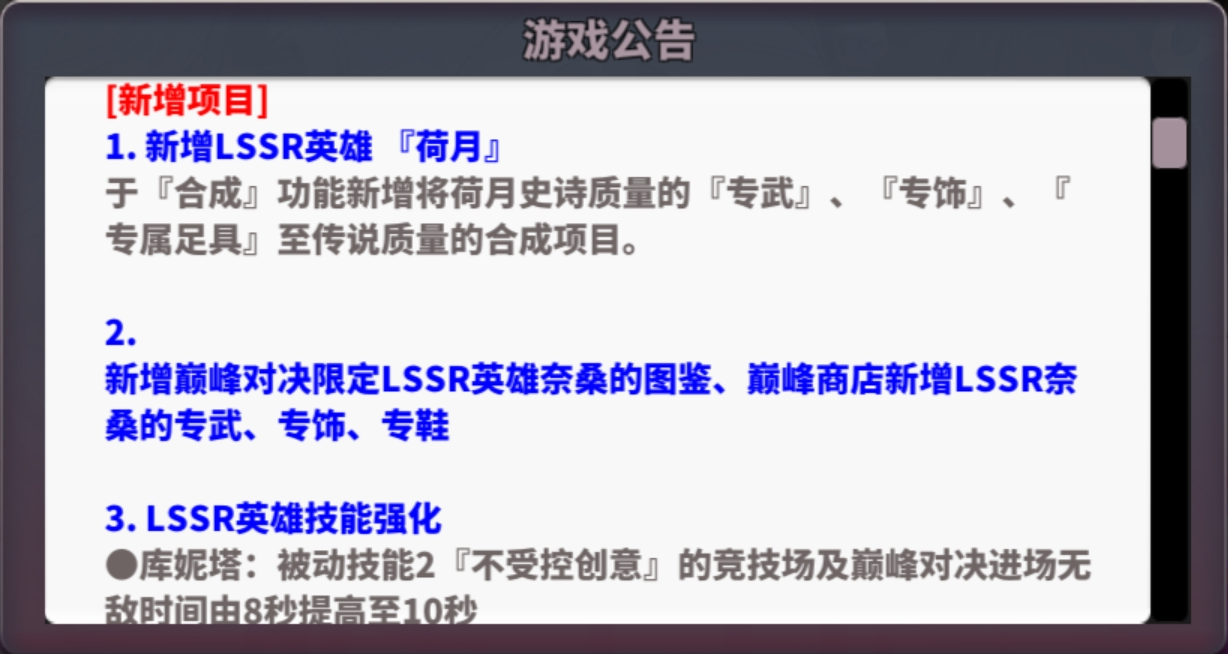 游戏公告
[新增项目]
1. 新增LSSR英雄 『荷月』
于『合成』功能新增将荷月史诗质量的『专武』、『专饰』、『
专属足具』至传说质量的合成项目。
2.
新增巅峰对决限定LSSR英雄奈桑的图鉴、巅峰商店新增LSSR奈
桑的专武、专饰、专鞋
3. LSSR英雄技能强化
●库妮塔：被动技能2『不受控创意』的竞技场及巅峰对决进场无
敌时间由8秒提高至10秒